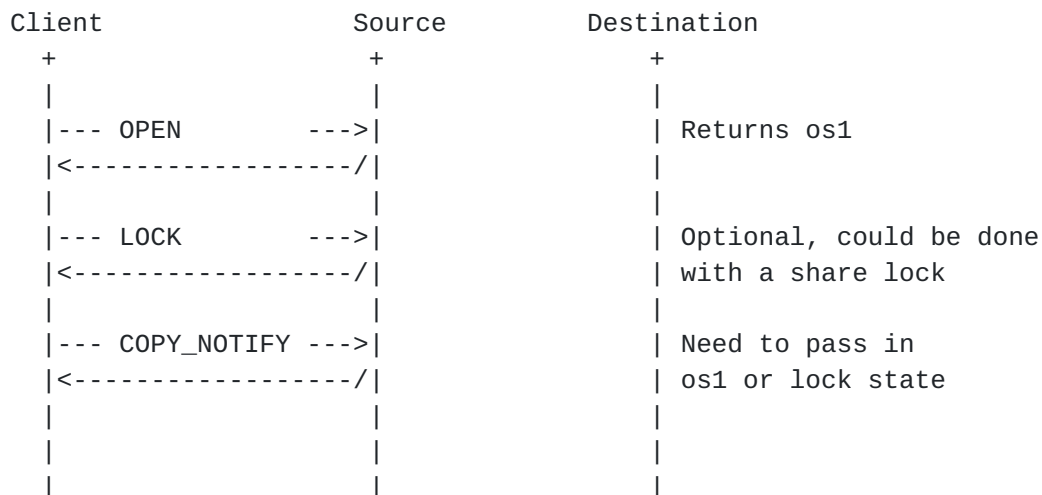 Client                Source         Destination
  +                    +                 +
  |                    |                 |
  |--- OPEN        --->|                 | Returns os1
  |<------------------/|                 |
  |                    |                 |
  |--- LOCK        --->|                 | Optional, could be done
  |<------------------/|                 | with a share lock
  |                    |                 |
  |--- COPY_NOTIFY --->|                 | Need to pass in
  |<------------------/|                 | os1 or lock state
  |                    |                 |
  |                    |                 |
  |                    |                 |